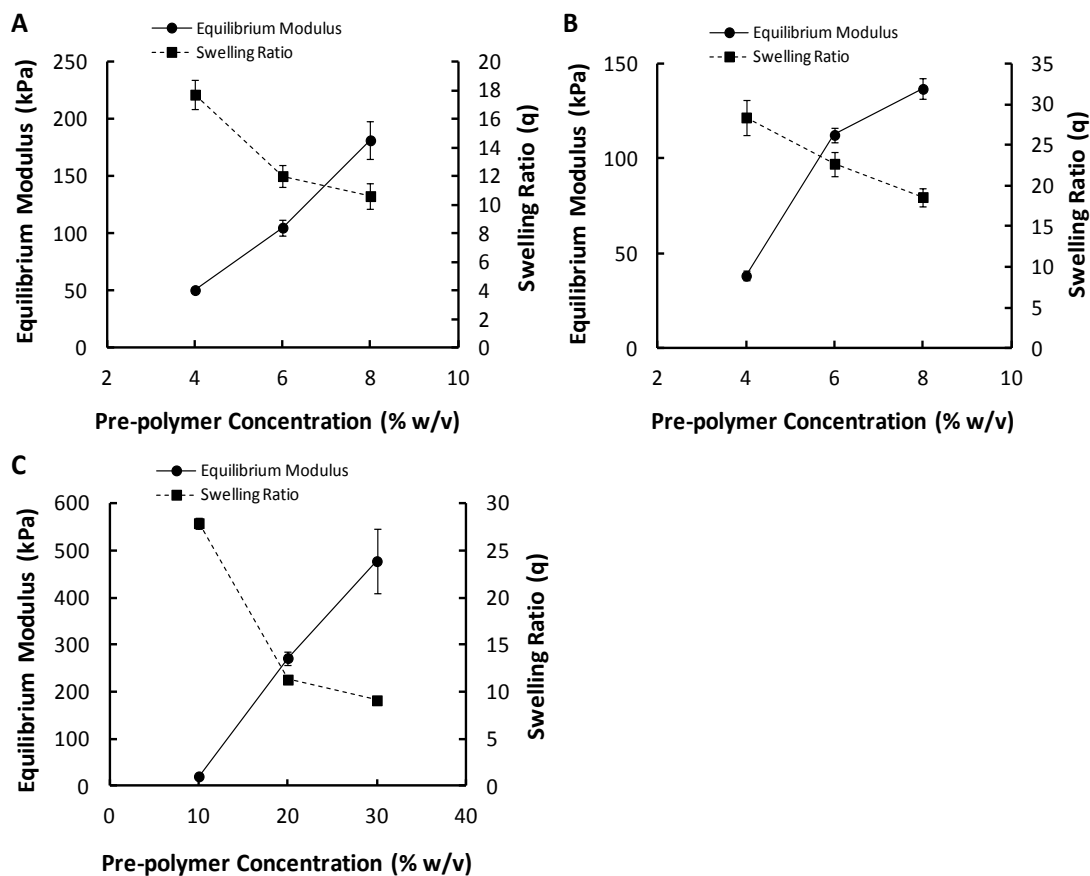 A
Equilibrium Modulus
Swelling Ratio
250
200
150
100
50
0
Equilibrium Modulus (kPa)
20
18
16
14
12
10
8
6
4
2
0
Swelling Ratio (q)
2 4 6 8 10
Pre-polymer Concentration (% w/v)
B
Equilibrium Modulus
Swelling Ratio
150
100
50
0
Equilibrium Modulus (kPa)
35
30
25
20
15
10
5
0
Swelling Ratio (q)
2 4 6 8 10
Pre-polymer Concentration (% w/v)
C
Equilibrium Modulus
Swelling Ratio
600
500
400
300
200
100
0
Equilibrium Modulus (kPa)
30
25
20
15
10
5
0
Swelling Ratio (q)
0 10 20 30 40
Pre-polymer Concentration (% w/v)